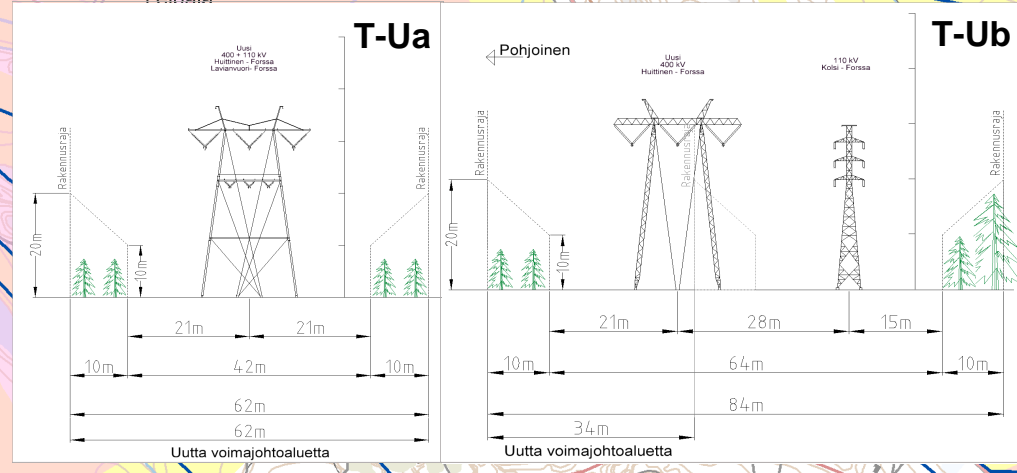 T-Ua
Uusi
400 + 110 kV
Huittinen - Forssa
Lavianvuori- Forssa
Rakennusraja
Rakennusraja
20m
10m
21m
21m
10m
42m
10m
62m
62m
Uutta voimajohtoaluetta
T-Ub
Pohjoinen
Uusi
400 kV
Huittinen - Forssa
110 kV
Kolsi - Forssa
Rakennusraja
Rakennusraja
Rakennusraja
20m
10m
21m
28m
15m
10m
64m
10m
84m
34m
Uutta voimajohtoaluetta